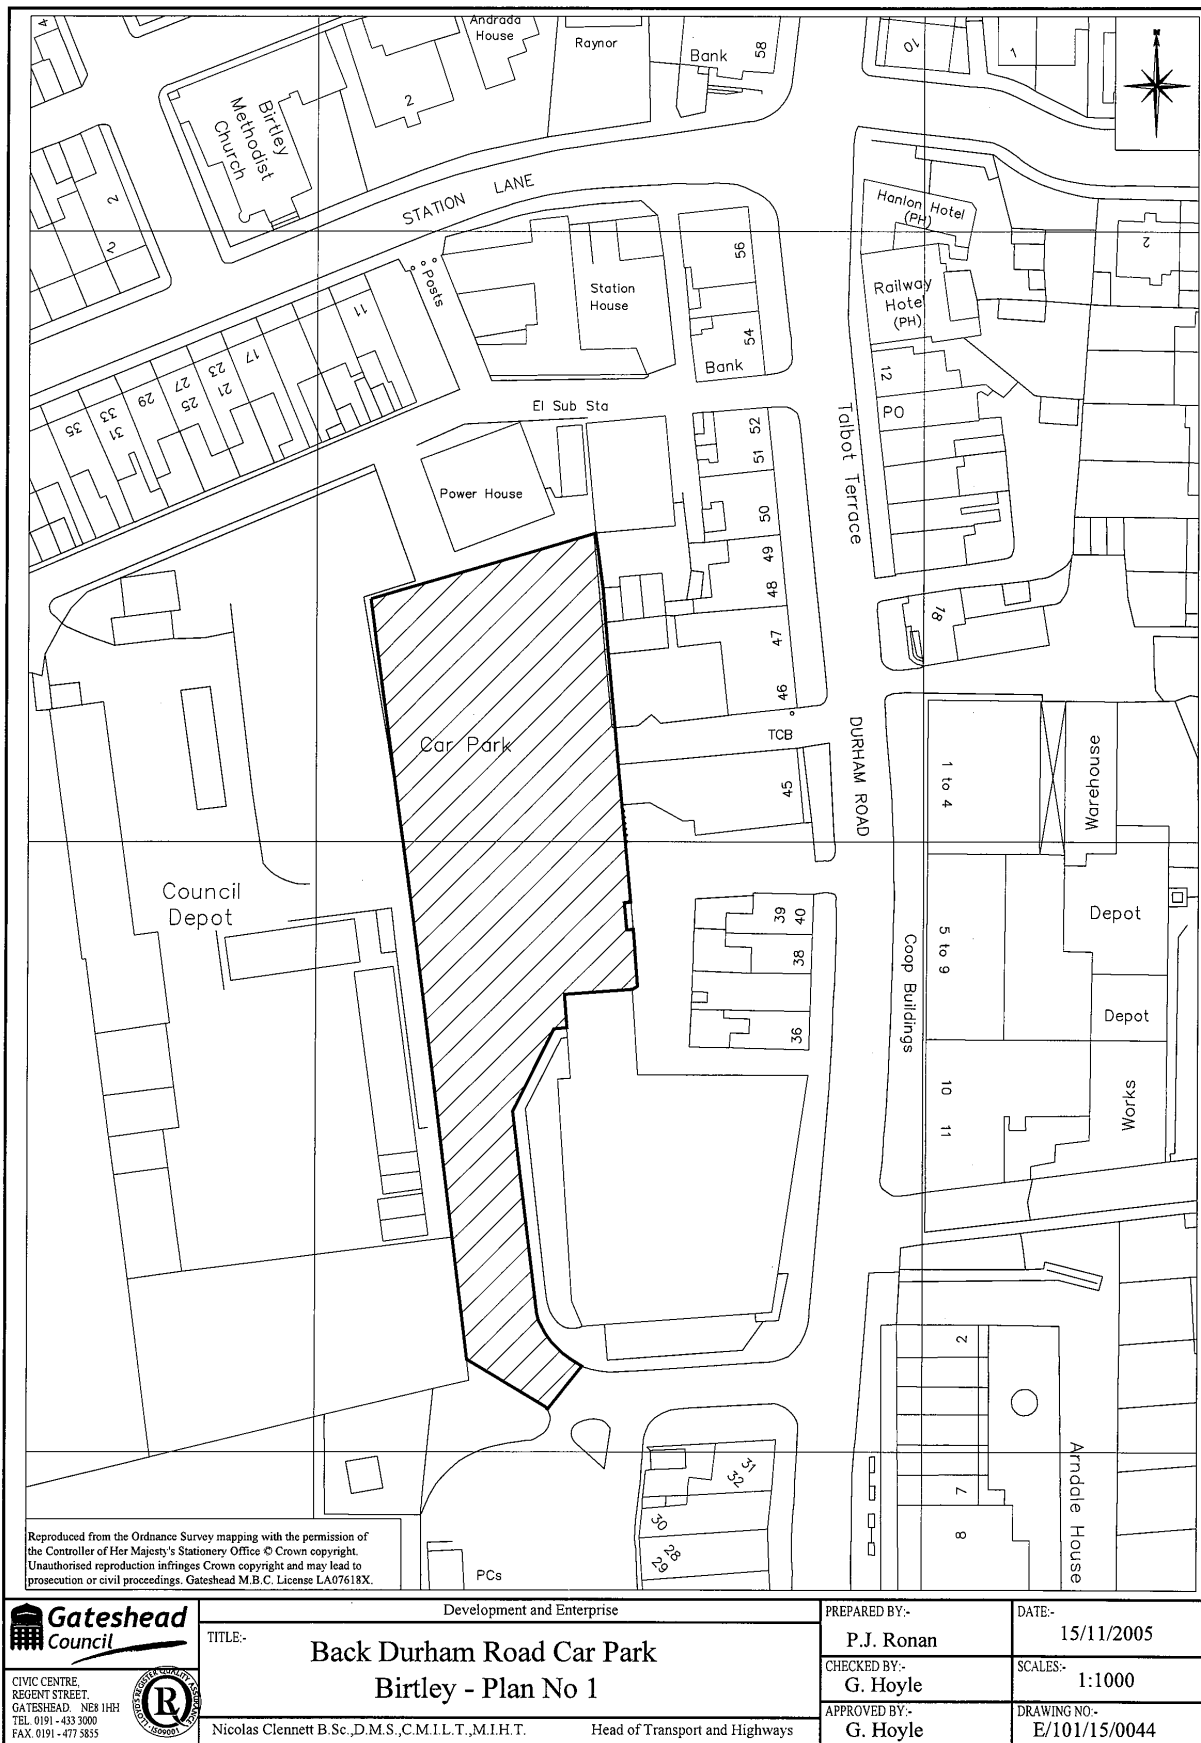 4
Andrada
House
Raynor
Bank
58
10
1
2
Birtley
Methodist
Church
2
2
STATION LANE
Hanlon Hotel
(PH)
2
Posts
Station
House
56
54
Bank
Railway
Hotel
(PH)
11
17
23
21
27
25
29
33
31
35
El Sub Sta
12
PO
Talbot Terrace
52
51
50
49
48
47
46
Power House
18
Car Park
TCB
45
DURHAM ROAD
1 to 4
Warehouse
Council
Depot
39
40
38
36
Coop Buildings
5 to 9
Depot
Depot
10
11
Works
2
7
8
Arndale House
31
32
30
28
29
PCs
Reproduced from the Ordnance Survey mapping with the permission of
the Controller of Her Majesty's Stationery Office © Crown copyright.
Unauthorised reproduction infringes Crown copyright and may lead to
prosecution or civil proceedings. Gateshead M.B.C. License LA07618X.
Gateshead
Council
CIVIC CENTRE,
REGENT STREET.
GATESHEAD. NE8 1HH
TEL. 0191 - 433 3000
FAX. 0191 - 477 5855
LLOYD'S REGISTER QUALITY ASSURANCE
R
ISO9001
Development and Enterprise
TITLE:-
Back Durham Road Car Park
Birtley - Plan No 1
Nicolas Clennett B.Sc.,D.M.S.,C.M.I.L.T.,M.I.H.T. Head of Transport and Highways
PREPARED BY:-
P.J. Ronan
CHECKED BY:-
G. Hoyle
APPROVED BY:-
G. Hoyle
DATE:-
15/11/2005
SCALES:-
1:1000
DRAWING NO:-
E/101/15/0044